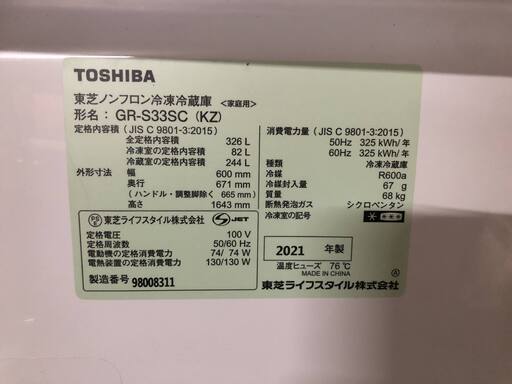 TOSHIBA
東芝ノンフロン冷凍冷蔵庫 <家庭用>
形名: GR-S33SC (KZ)
定格内容積 (JIS C 9801-3:2015)
全定格内容積 326 L
冷凍室の定格内容積 82 L
冷蔵室の定格内容積 244 L
外形寸法 幅 600 mm
奥行 671 mm
(ハンドル・調整脚除く 665 mm)
高さ 1643 mm
PSE 東芝ライフスタイル株式会社 S-JET
定格電圧 100 V
定格周波数 50/60 Hz
電動機の定格消費電力 74/ 74 W
電熱装置の定格消費電力 130/130 W
製造番号 98008311
消費電力量 (JIS C 9801-3:2015)
50Hz 325 kWh/年
60Hz 325 kWh/年
種類 冷凍冷蔵庫
冷媒 R600a
冷媒封入量 67 g
質量 68 kg
断熱発泡ガス シクロペンタン
冷凍室の記号
2021 年製
温度ヒューズ 76℃
MADE IN CHINA
A
東芝ライフスタイル株式会社